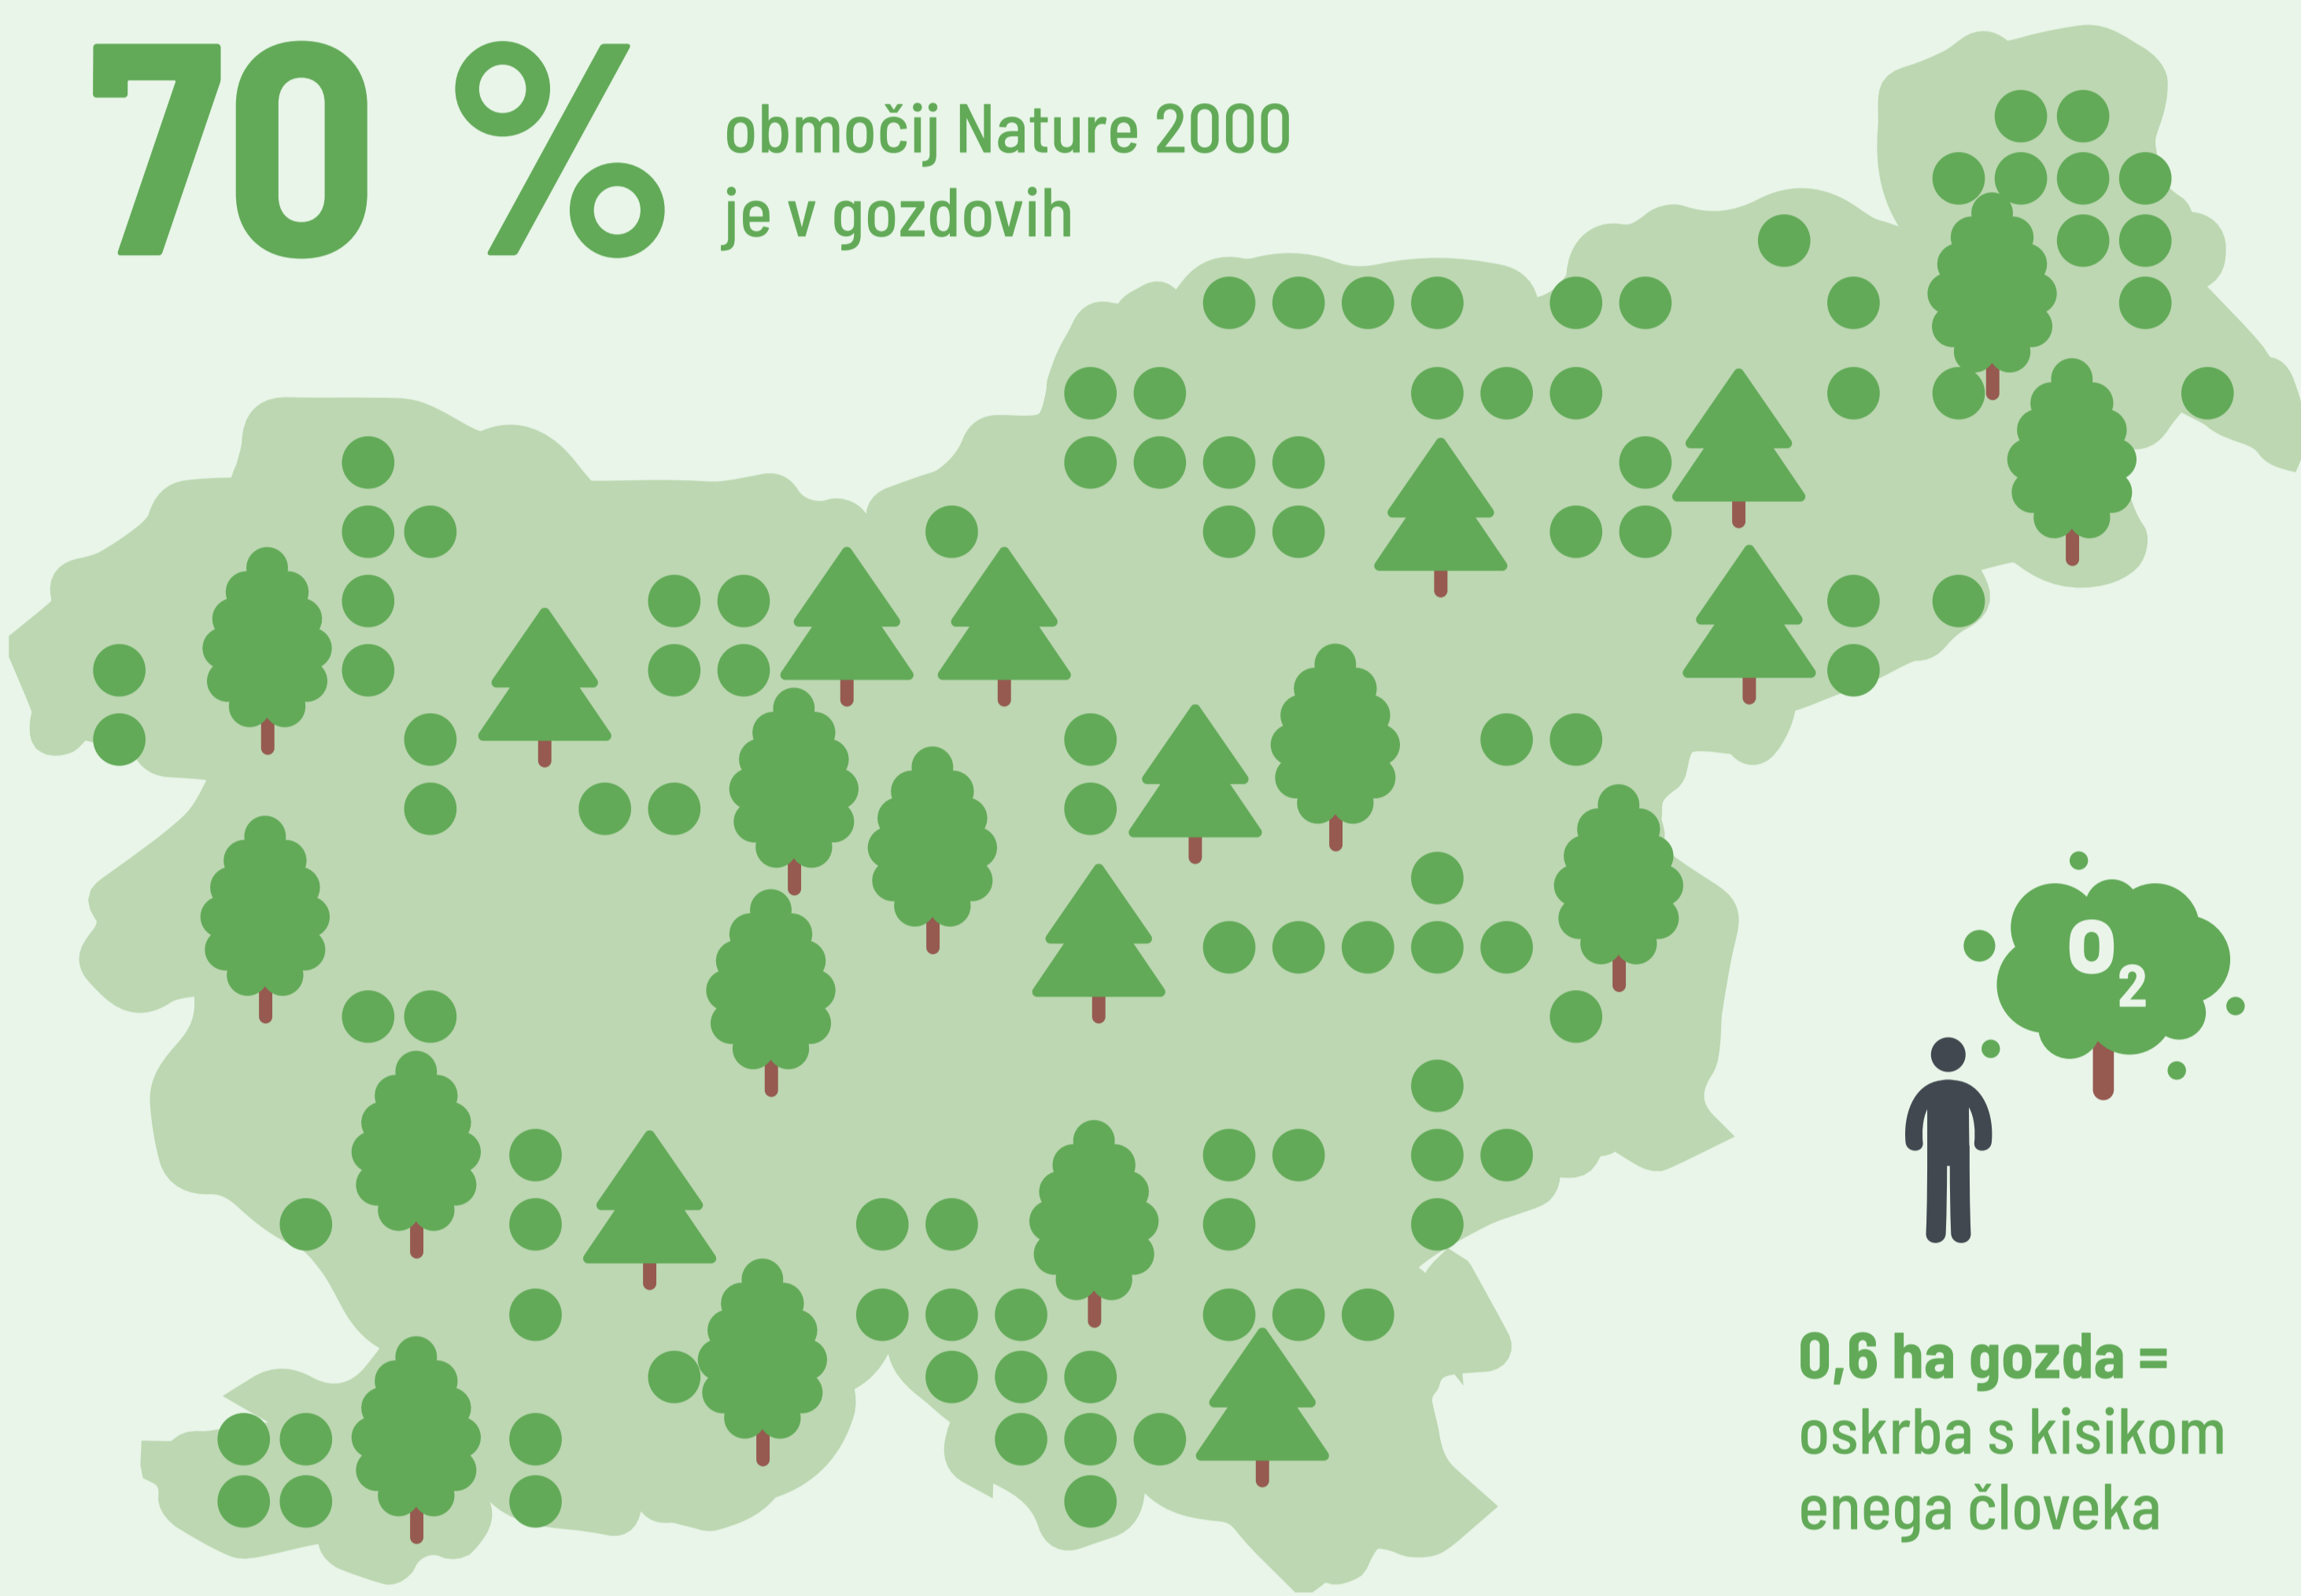 70 %
območij Nature 2000
je v gozdovih
O2
0,6 ha gozda =
oskrba s kisikom
enega človeka